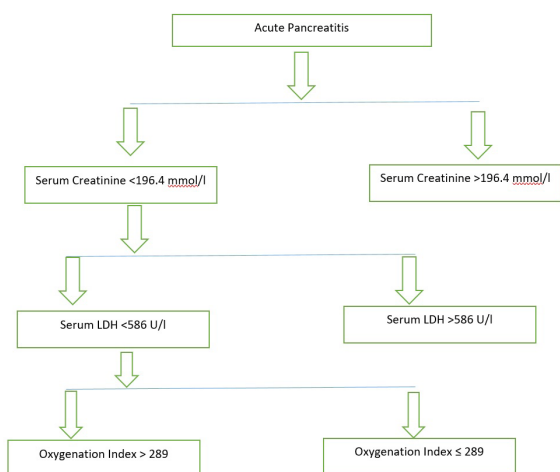 Acute Pancreatitis
Serum Creatinine <196.4 mmol/l
Serum Creatinine >196.4 mmol/l
Serum LDH <586 U/l
Serum LDH >586 U/l
Oxygenation Index > 289
Oxygenation Index ≤ 289